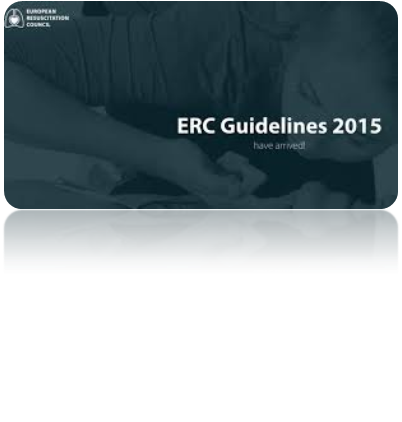 EUROPEAN
RESUSCITATION
COUNCIL
ERC Guidelines 2015
have arrived!